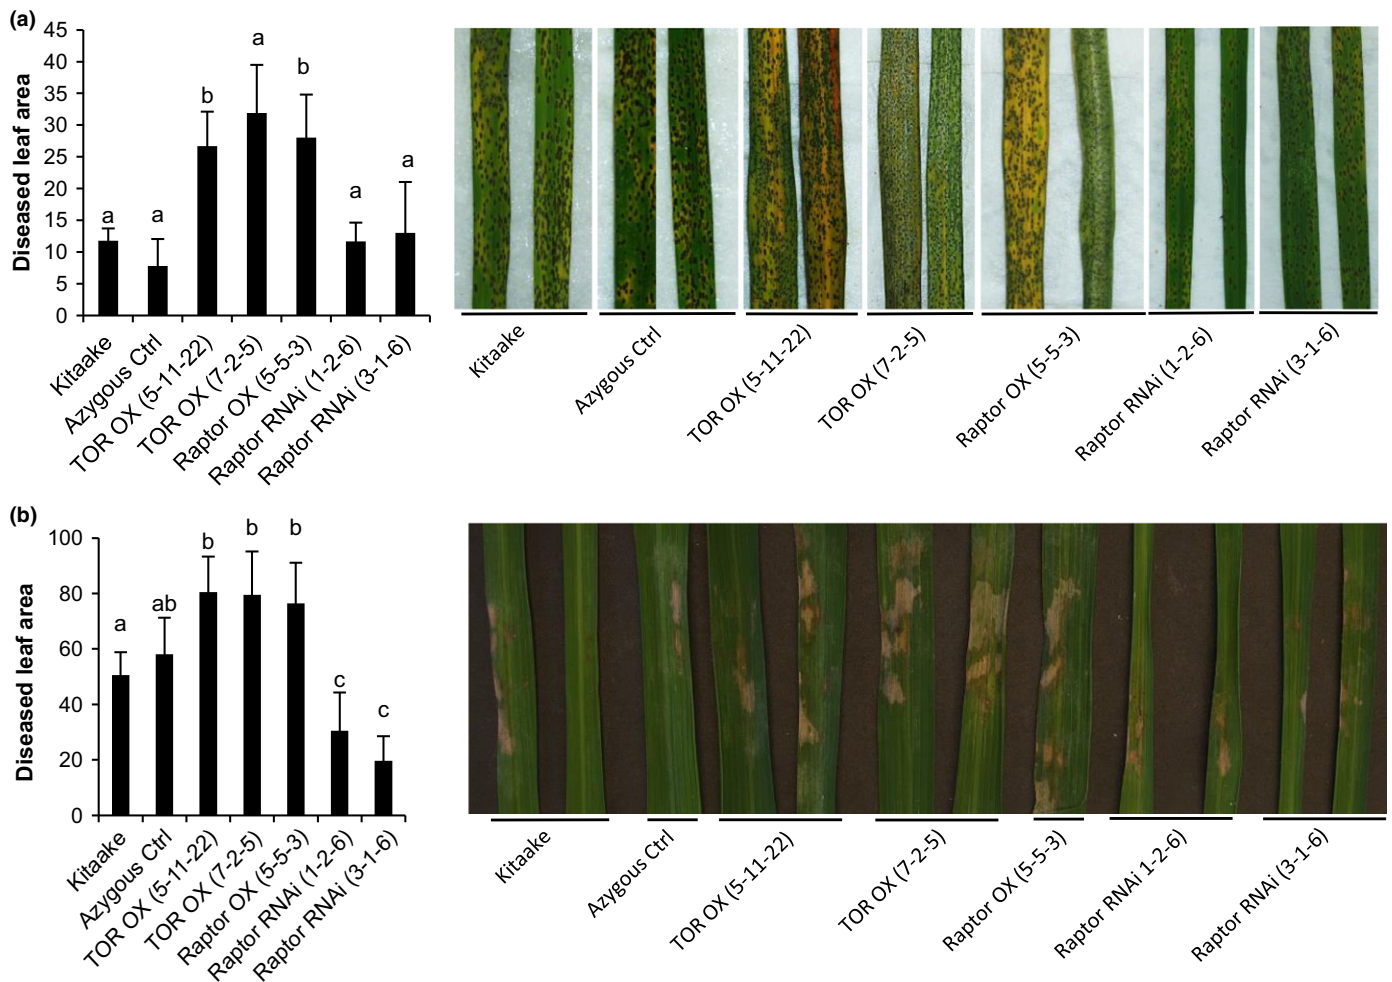 (a)
Diseased leaf area
45
40
35
30
25
20
15
10
5
0
a
a
b
a
b
a
a
Kitaake
Azygous Ctrl
TOR OX (5-11-22)
TOR OX (7-2-5)
Raptor OX (5-5-3)
Raptor RNAi (1-2-6)
Raptor RNAi (3-1-6)
Kitaake
Azygous Ctrl
TOR OX (5-11-22)
TOR OX (7-2-5)
Raptor OX (5-5-3)
Raptor RNAi (1-2-6)
Raptor RNAi (3-1-6)
(b)
Diseased leaf area
100
80
60
40
20
0
a
ab
b
b
b
c
c
Kitaake
Azygous Ctrl
TOR OX (5-11-22)
TOR OX (7-2-5)
Raptor OX (5-5-3)
Raptor RNAi (1-2-6)
Raptor RNAi (3-1-6)
Kitaake
Azygous Ctrl
TOR OX (5-11-22)
TOR OX (7-2-5)
Raptor OX (5-5-3)
Raptor RNAi 1-2-6)
Raptor RNAi (3-1-6)